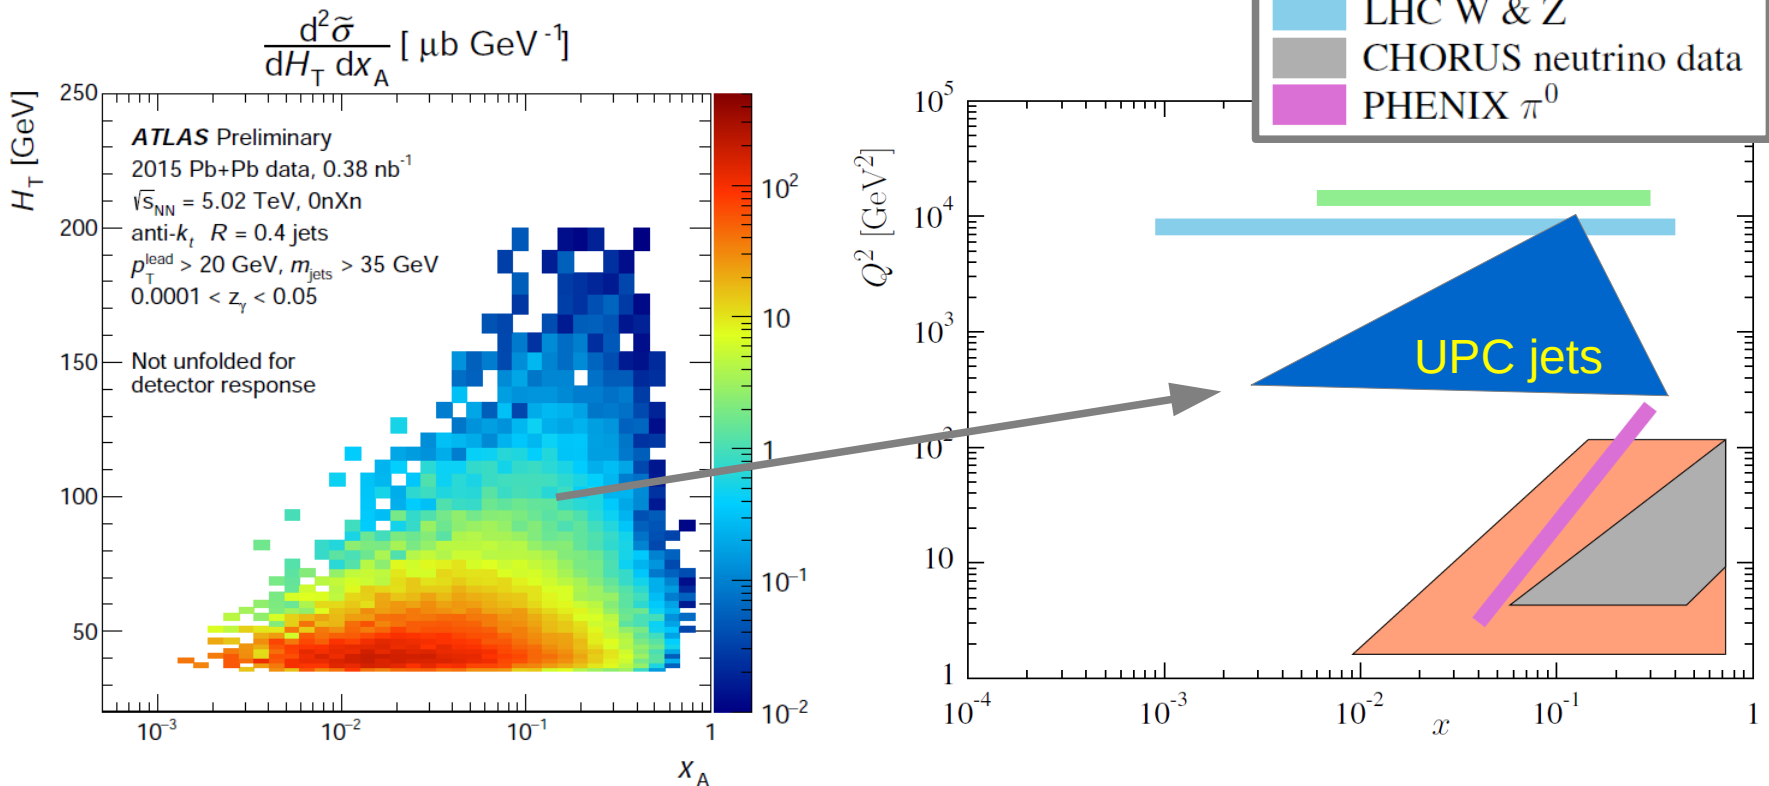 d²σ̃
dH_T dx_A [ μb GeV⁻¹]
H_T [GeV]
250
200
150
100
50
ATLAS Preliminary
2015 Pb+Pb data, 0.38 nb⁻¹
√s_NN = 5.02 TeV, 0nXn
anti-k_t R = 0.4 jets
p_T^lead > 20 GeV, m_jets > 35 GeV
0.0001 < z_γ < 0.05
Not unfolded for
detector response
10⁻³ 10⁻² 10⁻¹ 1
x_A
10²
10
1
10⁻¹
10⁻²
LHC W & Z
CHORUS neutrino data
PHENIX π⁰
Q² [GeV²]
10⁵
10⁴
10³
10²
10
1
UPC jets
10⁻⁴ 10⁻³ 10⁻² 10⁻¹ 1
x